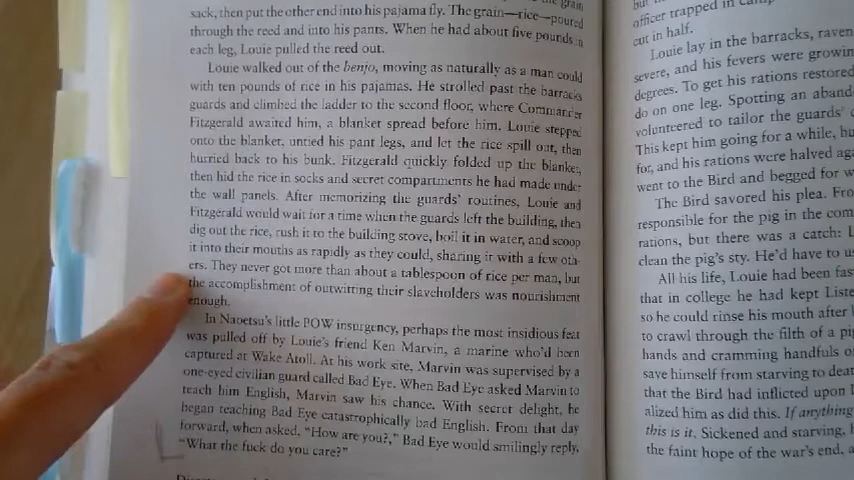 the grain
sack, then put the other end into his pajama fly. The grain—rice—poured
through the reed and into his pants. When he had about five pounds in
each leg, Louie pulled the reed out.
Louie walked out of the benjo, moving as naturally as a man could
with ten pounds of rice in his pajamas. He strolled past the barracks
guards and climbed the ladder to the second floor, where Commander
Fitzgerald awaited him, a blanket spread before him. Louie stepped
onto the blanket, untied his pant legs, and let the rice spill out, then
hurried back to his bunk. Fitzgerald quickly folded up the blanket,
then hid the rice in socks and secret compartments he had made under
the wall panels. After memorizing the guards' routines, Louie and
Fitzgerald would wait for a time when the guards left the building, then
dig out the rice, rush it to the building stove, boil it in water, and scoop
it into their mouths as rapidly as they could, sharing it with a few oth-
ers. They never got more than about a tablespoon of rice per man, but
the accomplishment of outwitting their slaveholders was nourishment
enough.
In Naoetsu's little POW insurgency, perhaps the most insidious feat
was pulled off by Louie's friend Ken Marvin, a marine who'd been
captured at Wake Atoll. At his work site, Marvin was supervised by a
one-eyed civilian guard called Bad Eye. When Bad Eye asked Marvin to
teach him English, Marvin saw his chance. With secret delight, he
began teaching Bad Eye catastrophically bad English. From that day
forward, when asked, "How are you?," Bad Eye would smilingly reply,
"What the fuck do you care?"
officer trapped in
cut in half.
Louie lay in the barracks,
severe, and his fevers were
degrees. To get his rations restored
do on one leg. Spotting an
volunteered to tailor the guards'
This kept him going for a while,
for, and his rations were halved
went to the Bird and begged for
The Bird savored his plea.
responsible for the pig in the
rations, but there was a catch:
clean the pig's sty. He'd have to
All his life, Louie had been
that in college he had kept
so he could rinse his mouth after
to crawl through the filth of a
hands and cramming handfuls
save himself from starving to
that the Bird had inflicted upon
alized him as did this. If anything
this is it. Sickened and starving,
the faint hope of the war's end,